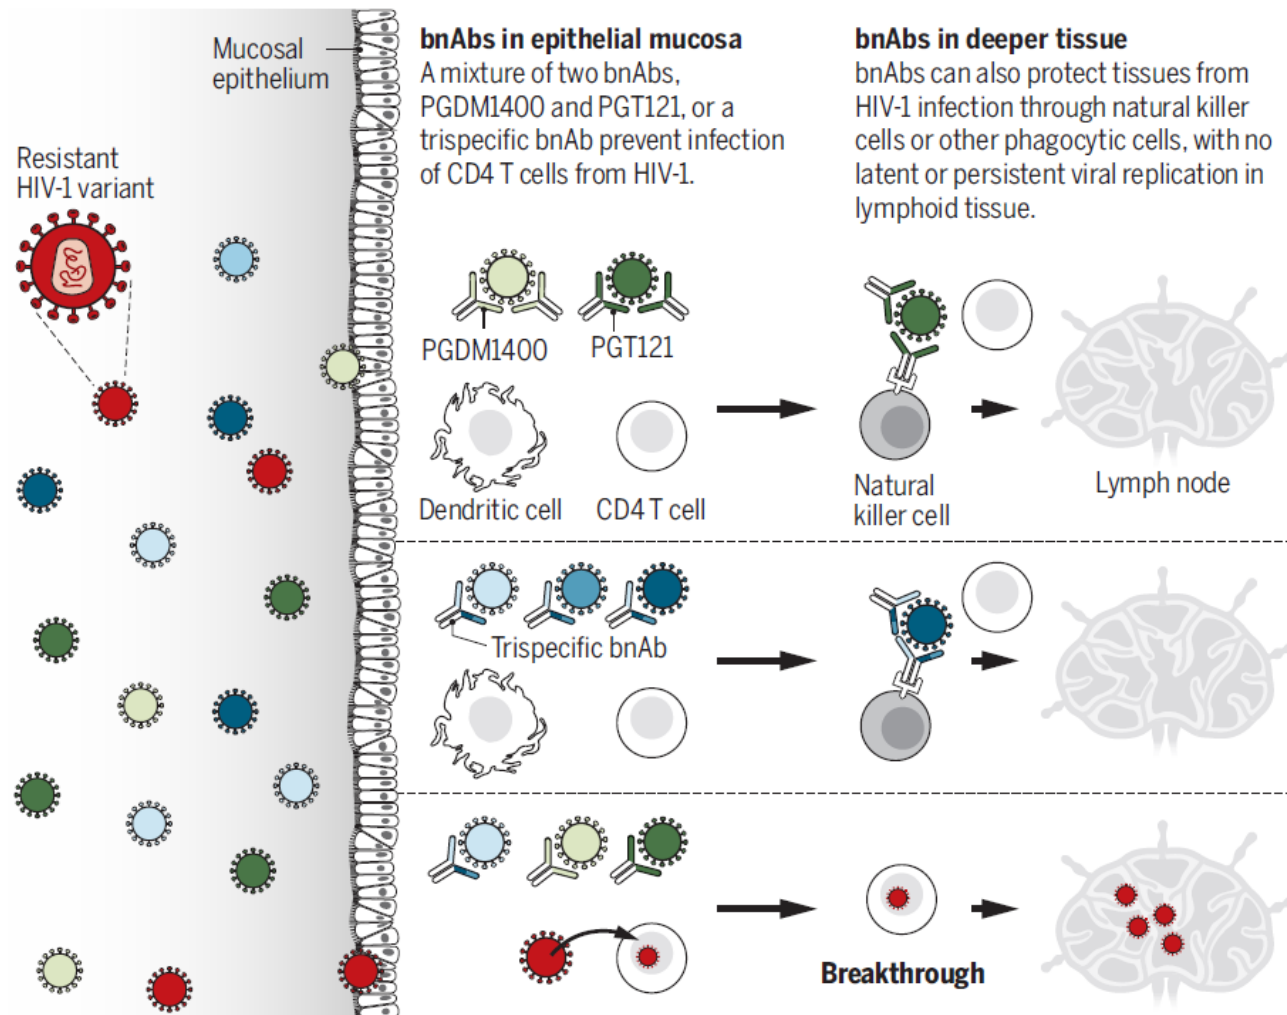 Mucosal
epithelium
Resistant
HIV-1 variant
bnAbs in epithelial mucosa
A mixture of two bnAbs,
PGDM1400 and PGT121, or a
trispecific bnAb prevent infection
of CD4 T cells from HIV-1.
bnAbs in deeper tissue
bnAbs can also protect tissues from
HIV-1 infection through natural killer
cells or other phagocytic cells, with no
latent or persistent viral replication in
lymphoid tissue.
PGDM1400
PGT121
Dendritic cell
CD4 T cell
Natural
killer cell
Lymph node
Trispecific bnAb
Breakthrough